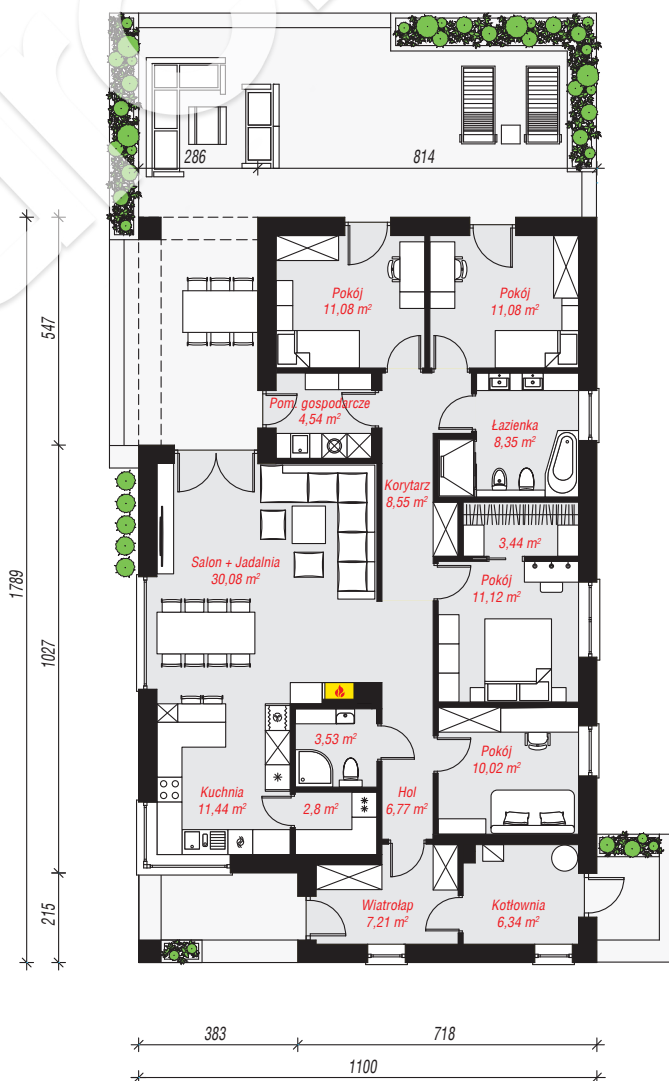 286
814
Pokój
11,08 m²
Pokój
11,08 m²
547
Pom. gospodarcze
4,54 m²
Łazienka
8,35 m²
Korytarz
8,55 m²
3,44 m²
Salon + Jadalnia
30,08 m²
Pokój
11,12 m²
1789
1027
3,53 m²
Pokój
10,02 m²
Kuchnia
11,44 m²
2,8 m²
Hol
6,77 m²
215
Wiatrołap
7,21 m²
Kotłownia
6,34 m²
383
718
1100